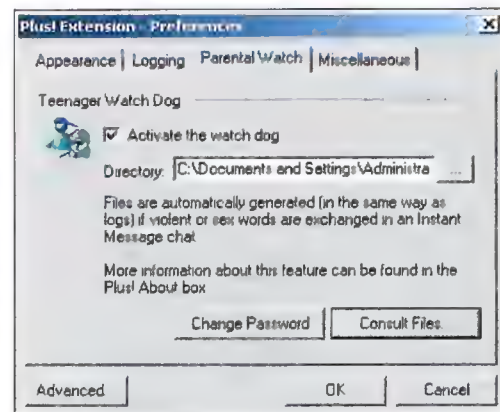 Plus! Extension - Preferences
Appearance | Logging Parental Watch | Miscellaneous
Teenager Watch Dog
Activate the watch dog
Directory: C:\Documents and Settings\Administra ...
Files are automatically generated (in the same way as
logs) if violent or sex words are exchanged in an Instant
Message chat
More information about this feature can be found in the
Plus! About box
Change Password Consult Files
Advanced OK Cancel